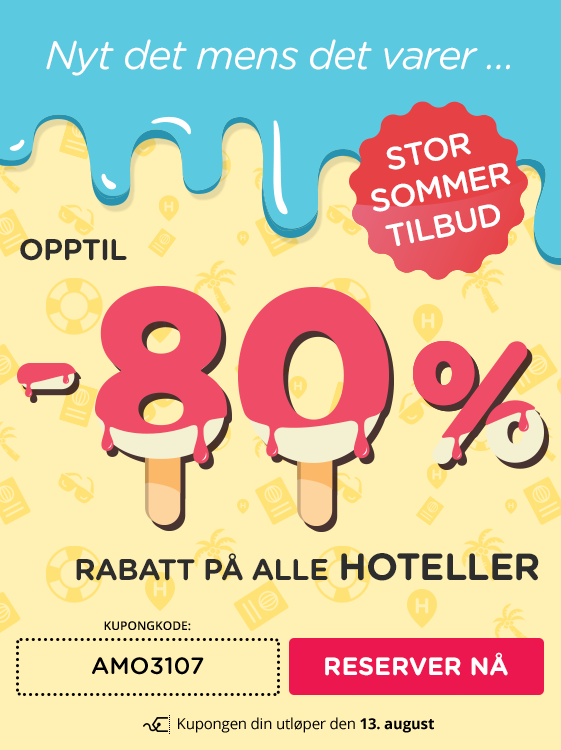 Nyt det mens det varer ...
STOR
SOMMER
TILBUD
OPPTIL
-80%
RABATT PÅ ALLE HOTELLER
KUPONGKODE:
AMO3107
RESERVER NÅ
Kupongen din utløper den 13. august